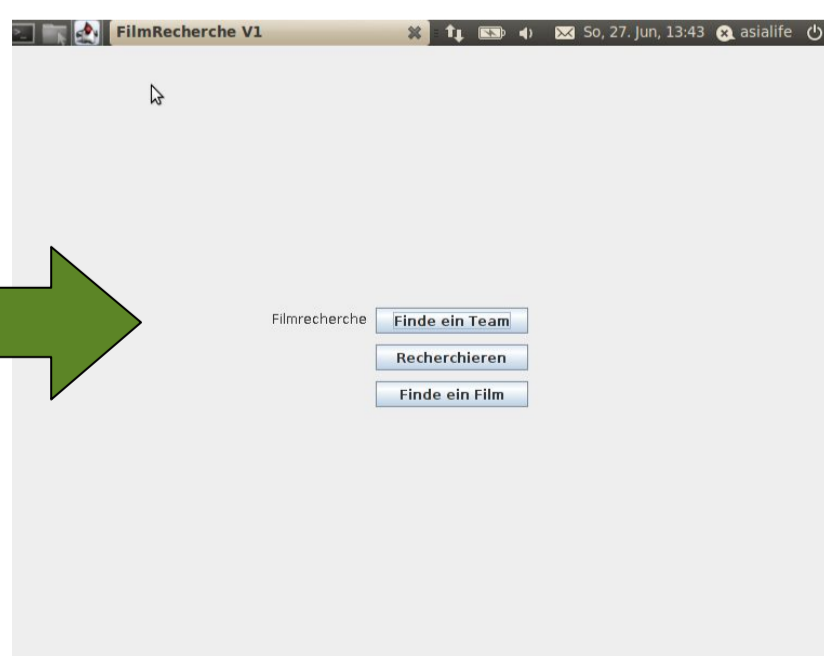 FilmRecherche V1 So, 27. Jun, 13:43 asialife
Filmrecherche Finde ein Team
Recherchieren
Finde ein Film